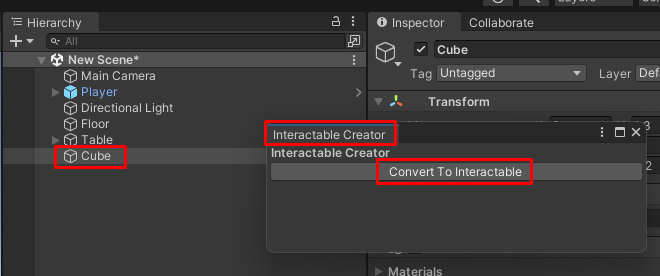 Hierarchy
Inspector
Collaborate
All
Cube
New Scene*
Main Camera
Tag Untagged
Layer
Player
Directional Light
Transform
Floor
Interactable Creator
Table
Cube
Interactable Creator
Convert To Interactable
Materials